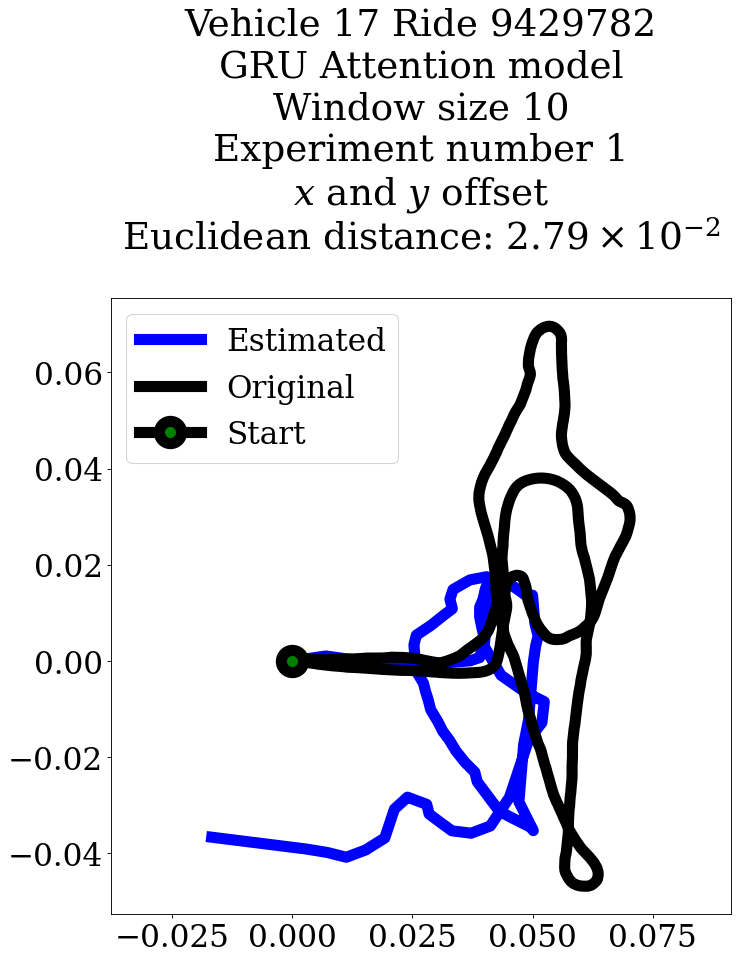 Vehicle 17 Ride 9429782
GRU Attention model
Window size 10
Experiment number 1
x and y offset
Euclidean distance: 2.79 × 10⁻²
Estimated
Original
Start
0.06
0.04
0.02
0.00
−0.02
−0.04
−0.025 0.000 0.025 0.050 0.075